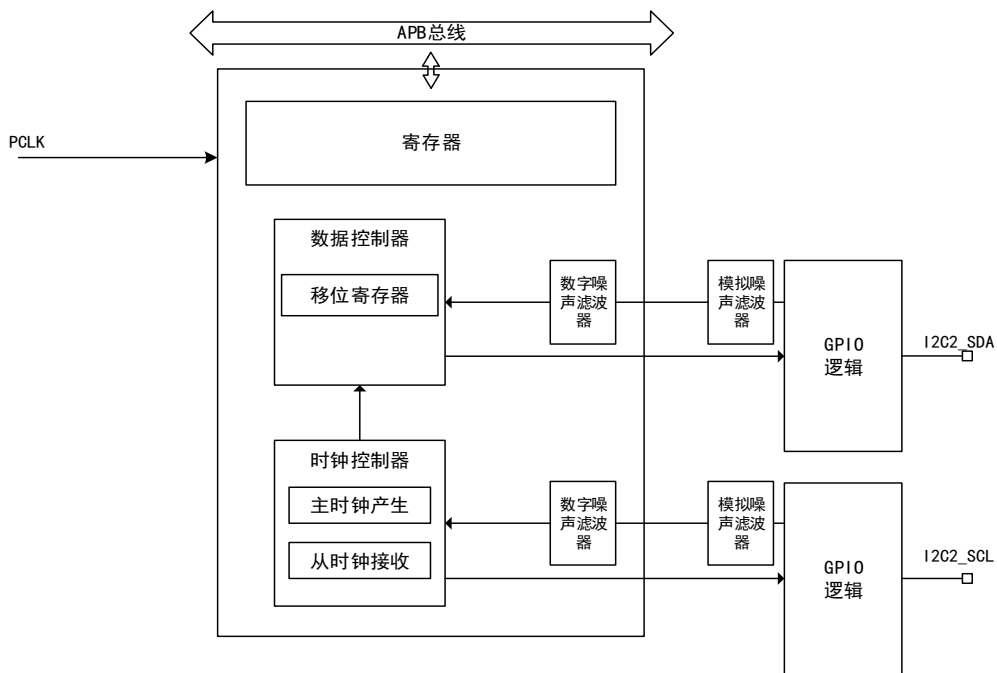 APB总线
PCLK
寄存器
数据控制器
移位寄存器
数字噪
声滤波
器
模拟噪
声滤波
器
GPIO
逻辑
I2C2_SDA
时钟控制器
主时钟产生
从时钟接收
数字噪
声滤波
器
模拟噪
声滤波
器
GPIO
逻辑
I2C2_SCL